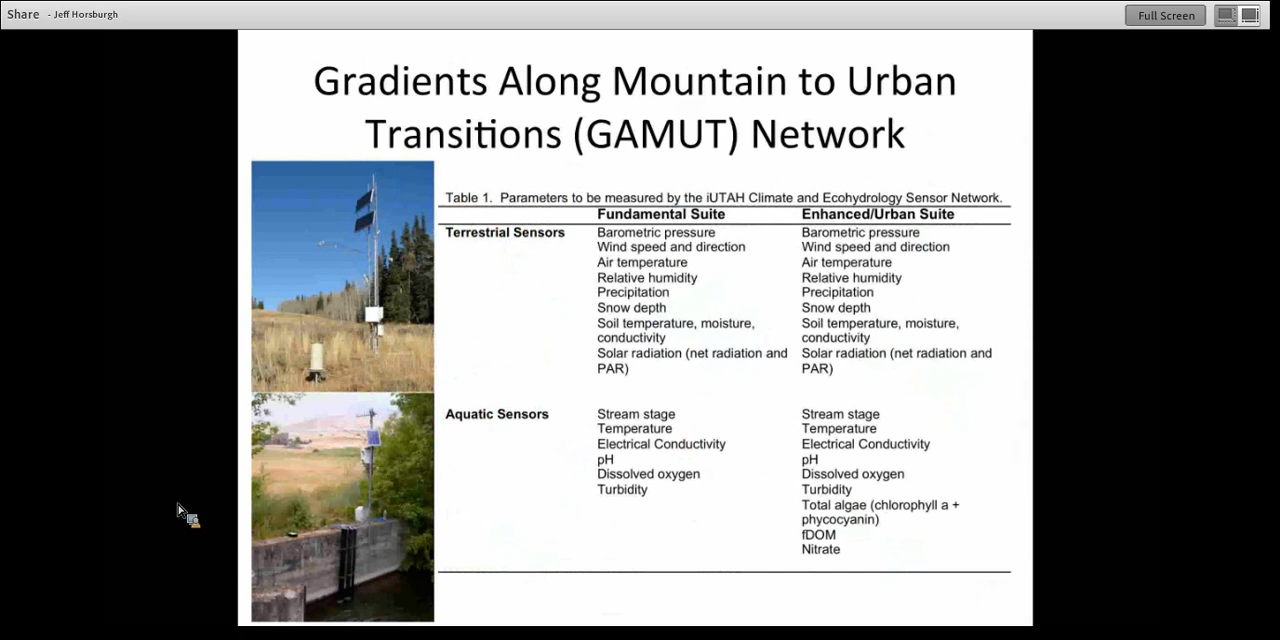 Share - Jeff Horsburgh
Full Screen
Gradients Along Mountain to Urban
Transitions (GAMUT) Network
Table 1. Parameters to be measured by the iUTAH Climate and Ecohydrology Sensor Network.
Fundamental Suite Enhanced/Urban Suite
Terrestrial Sensors Barometric pressure Barometric pressure
Wind speed and direction Wind speed and direction
Air temperature Air temperature
Relative humidity Relative humidity
Precipitation Precipitation
Snow depth Snow depth
Soil temperature, moisture, Soil temperature, moisture,
conductivity conductivity
Solar radiation (net radiation and Solar radiation (net radiation and
PAR) PAR)
Aquatic Sensors Stream stage Stream stage
Temperature Temperature
Electrical Conductivity Electrical Conductivity
pH pH
Dissolved oxygen Dissolved oxygen
Turbidity Turbidity
Total algae (chlorophyll a +
phycocyanin)
fDOM
Nitrate